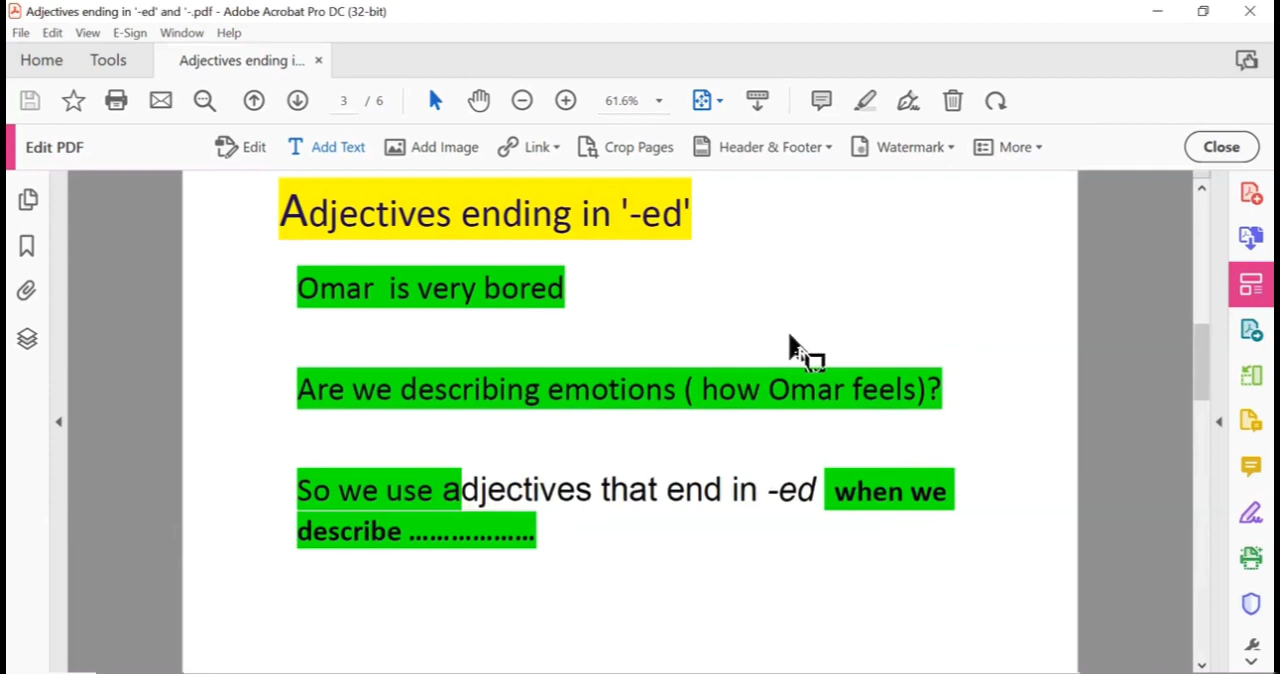 Adjectives ending in '-ed' and '-.pdf - Adobe Acrobat Pro DC (32-bit)
File Edit View E-Sign Window Help
Home Tools Adjectives ending i... ×
3 / 6 61.6%
Edit PDF Edit Add Text Add Image Link Crop Pages Header & Footer Watermark More Close
Adjectives ending in '-ed'
Omar is very bored
Are we describing emotions ( how Omar feels)?
So we use adjectives that end in -ed when we
describe ………………